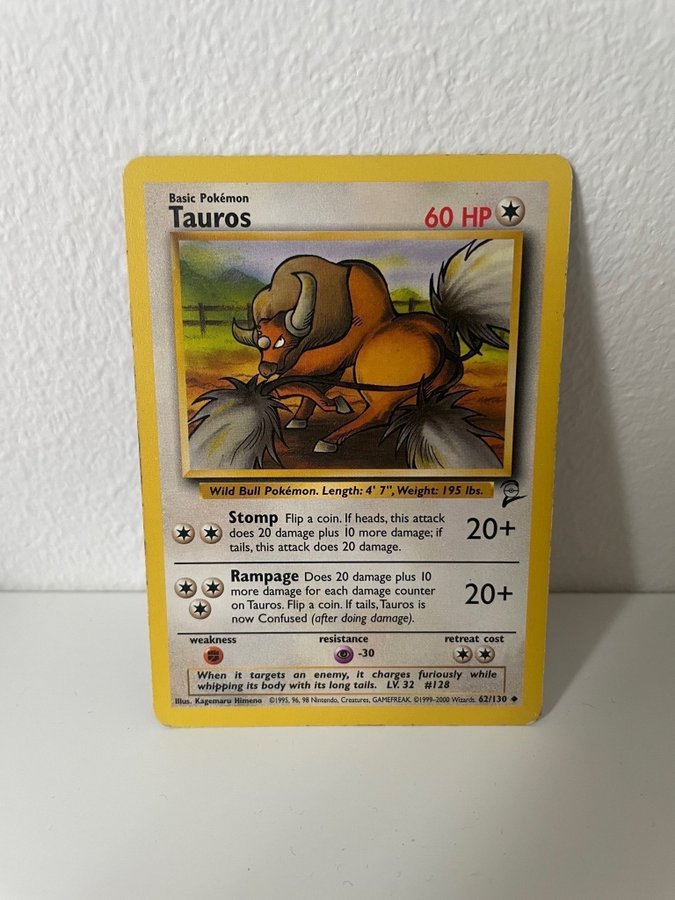 Basic Pokémon
Tauros
60 HP
Wild Bull Pokémon. Length: 4' 7", Weight: 195 lbs.
Stomp Flip a coin. If heads, this attack
does 20 damage plus 10 more damage; if
tails, this attack does 20 damage.
20+
Rampage Does 20 damage plus 10
more damage for each damage counter
on Tauros. Flip a coin. If tails, Tauros is
now Confused (after doing damage).
20+
weakness
resistance
retreat cost
-30
When it targets an enemy, it charges furiously while
whipping its body with its long tails. LV. 32 #128
Illus. Kagemaru Himeno ©1995, 96, 98 Nintendo, Creatures, GAMEFREAK. ©1999-2000 Wizards. 62/130